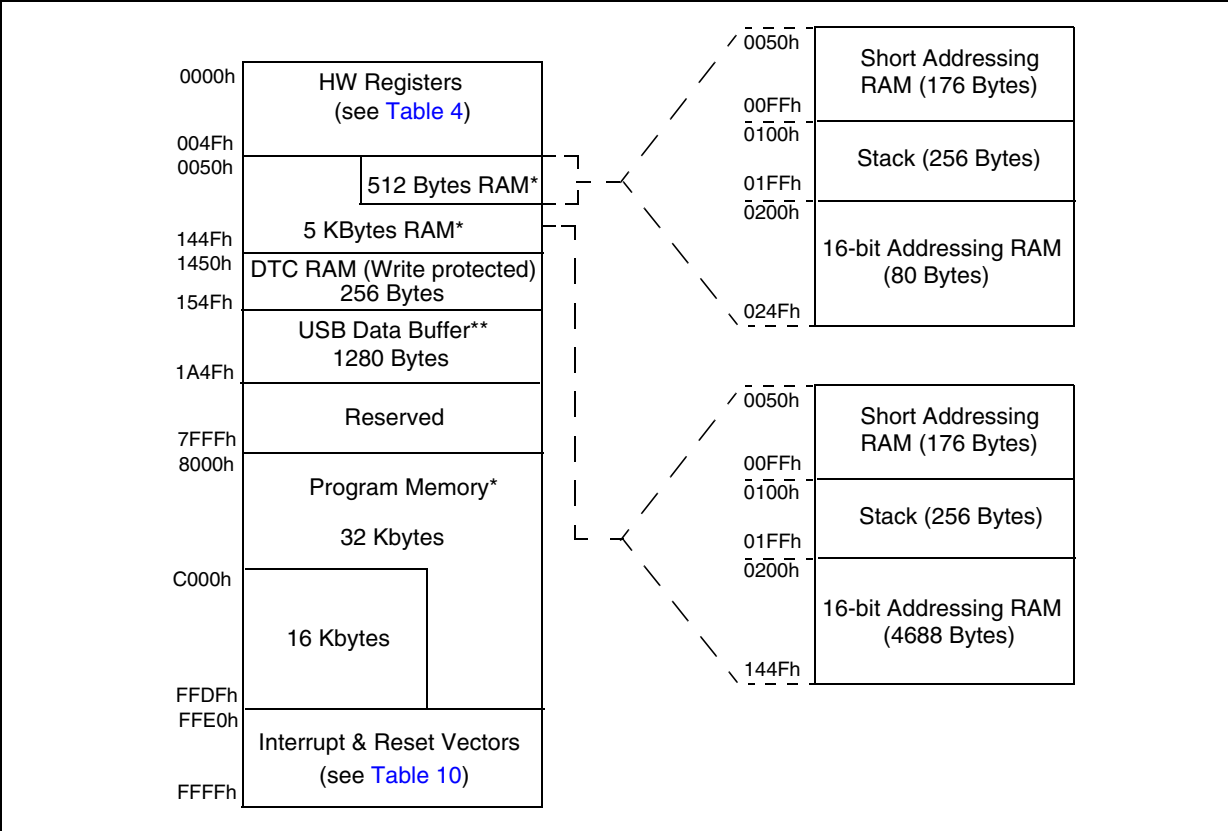 0000h
HW Registers
(see Table 4)
004Fh
0050h
512 Bytes RAM*
5 KBytes RAM*
144Fh
1450h
DTC RAM (Write protected)
256 Bytes
154Fh
USB Data Buffer**
1280 Bytes
1A4Fh
Reserved
7FFFh
8000h
Program Memory*
32 Kbytes
C000h
16 Kbytes
FFDFh
FFE0h
Interrupt & Reset Vectors
(see Table 10)
FFFFh
0050h
Short Addressing
RAM (176 Bytes)
00FFh
0100h
Stack (256 Bytes)
01FFh
0200h
16-bit Addressing RAM
(80 Bytes)
024Fh
0050h
Short Addressing
RAM (176 Bytes)
00FFh
0100h
Stack (256 Bytes)
01FFh
0200h
16-bit Addressing RAM
(4688 Bytes)
144Fh